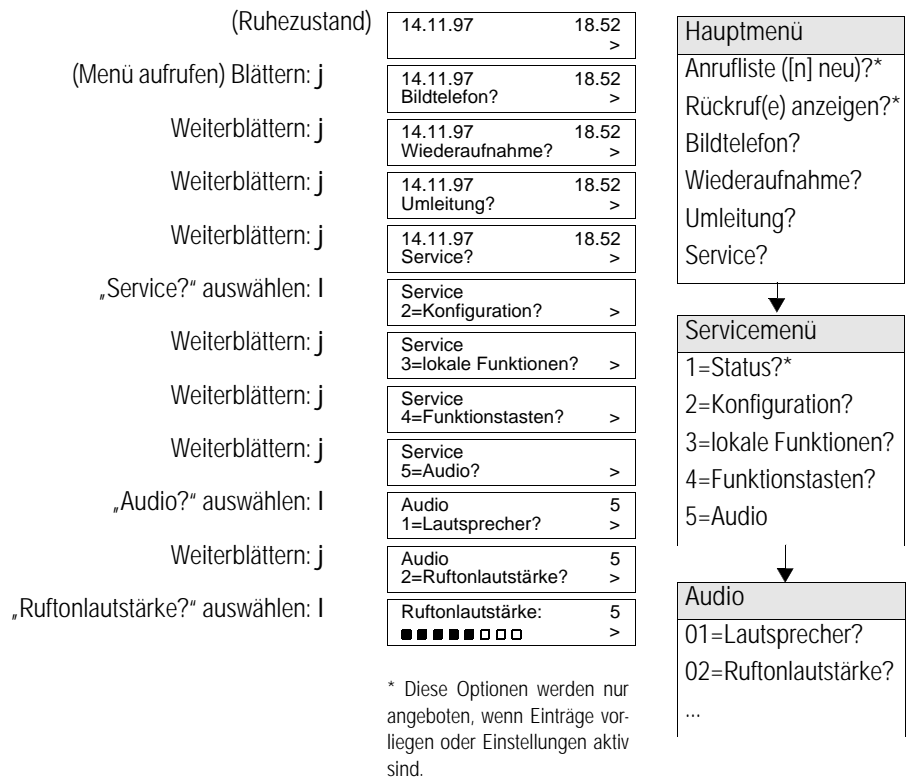 (Ruhezustand)
14.11.97 18.52
>
(Menü aufrufen) Blättern: j
14.11.97 18.52
Bildtelefon? >
Weiterblättern: j
14.11.97 18.52
Wiederaufnahme? >
Weiterblättern: j
14.11.97 18.52
Umleitung? >
Weiterblättern: j
14.11.97 18.52
Service? >
„Service?“ auswählen: l
Service
2=Konfiguration? >
Weiterblättern: j
Service
3=lokale Funktionen? >
Weiterblättern: j
Service
4=Funktionstasten? >
Weiterblättern: j
Service
5=Audio? >
„Audio?“ auswählen: l
Audio 5
1=Lautsprecher? >
Weiterblättern: j
Audio 5
2=Ruftonlautstärke? >
„Ruftonlautstärke?“ auswählen: l
Ruftonlautstärke: 5
>
* Diese Optionen werden nur
angeboten, wenn Einträge vor-
liegen oder Einstellungen aktiv
sind.
Hauptmenü
Anrufliste ([n] neu)?*
Rückruf(e) anzeigen?*
Bildtelefon?
Wiederaufnahme?
Umleitung?
Service?
Servicemenü
1=Status?*
2=Konfiguration?
3=lokale Funktionen?
4=Funktionstasten?
5=Audio
Audio
01=Lautsprecher?
02=Ruftonlautstärke?
...